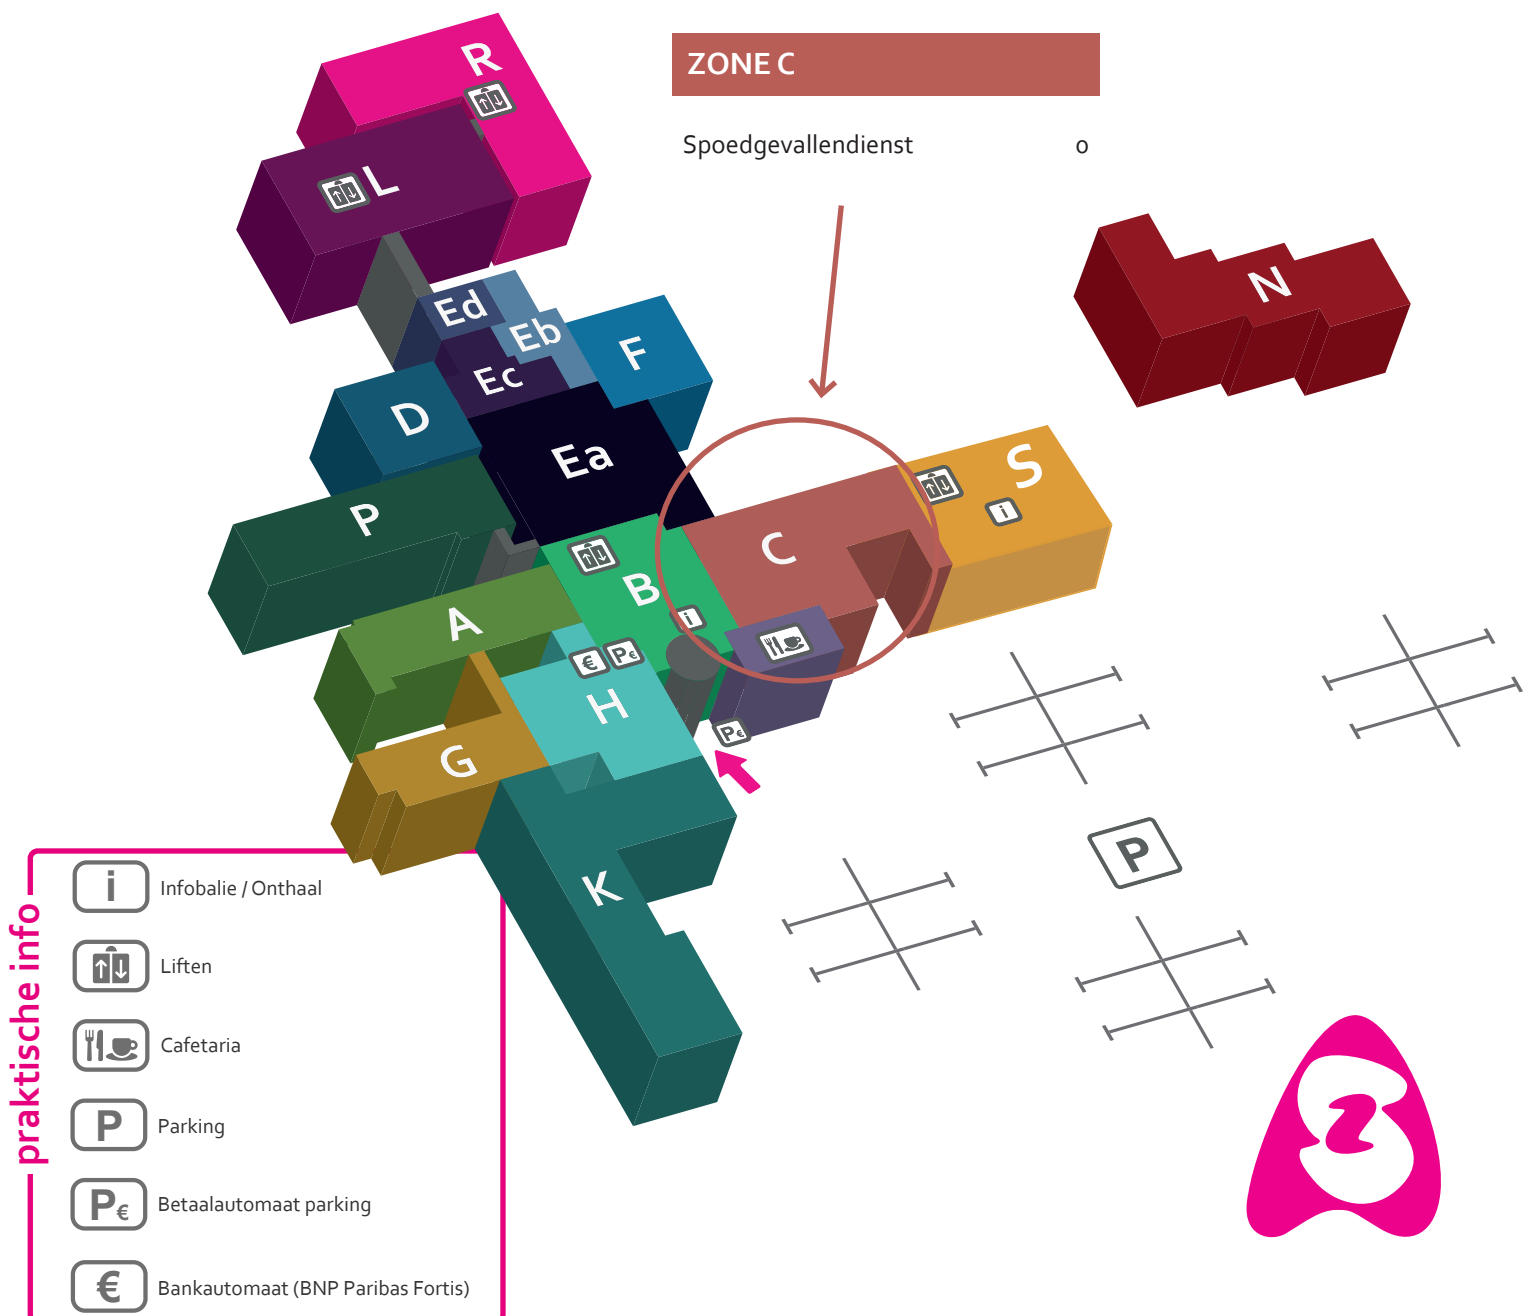 R
ZONE C
Spoedgevallendienst 0
L
N
Ed
Eb
F
Ec
D
Ea
S
i
P
C
B
A
i
€ P€
H
P€
G
P
K
praktische info
i Infobalie / Onthaal
Liften
Cafetaria
P Parking
P€ Betaalautomaat parking
€ Bankautomaat (BNP Paribas Fortis)